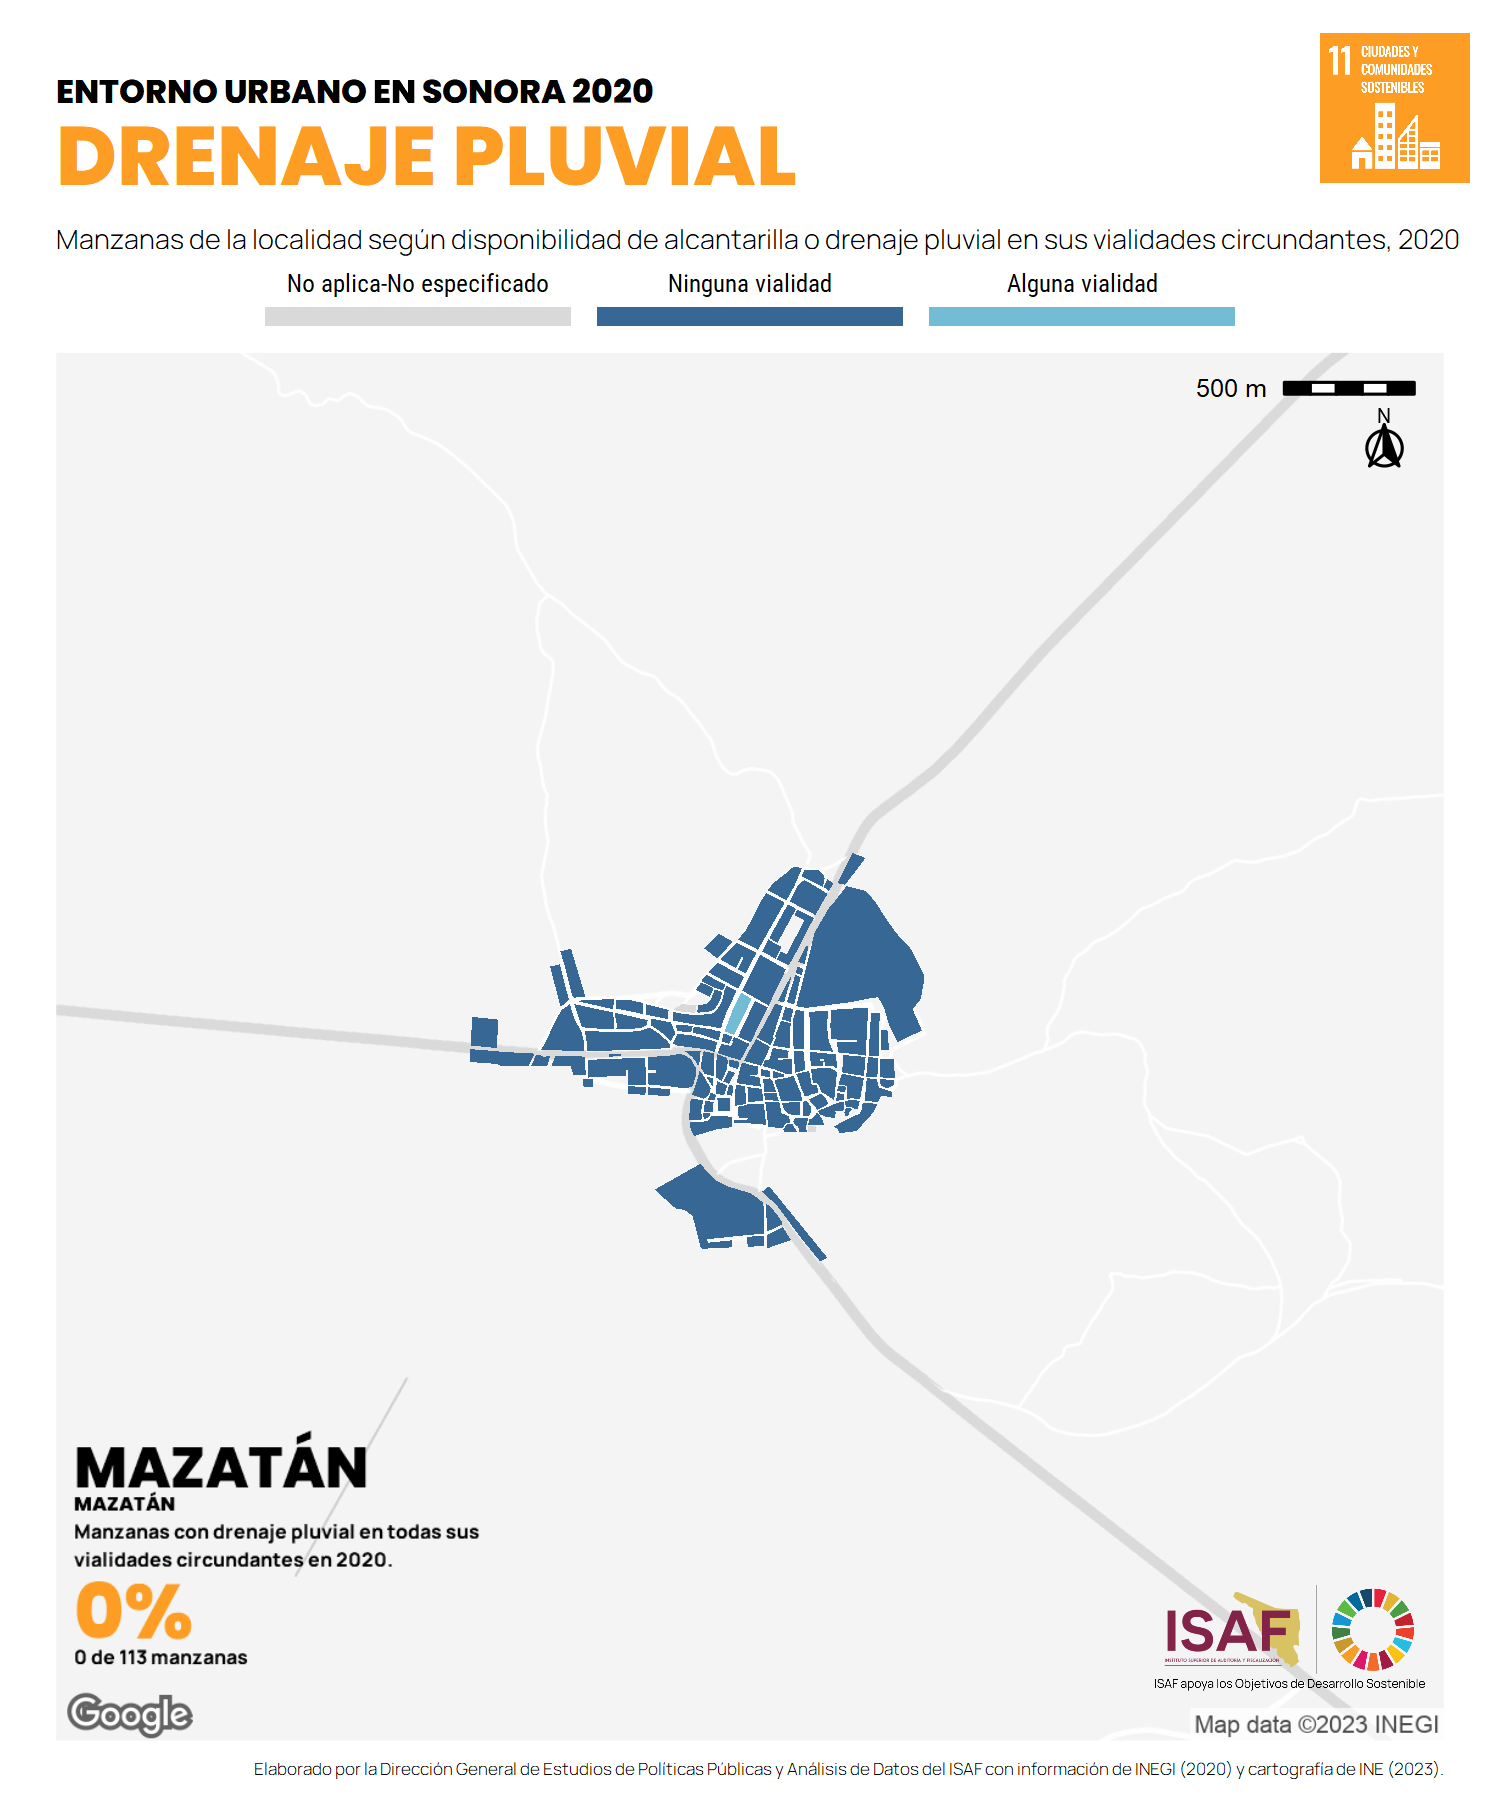 ENTORNO URBANO EN SONORA 2020
DRENAJE PLUVIAL
11 CIUDADES Y
COMUNIDADES
SOSTENIBLES
Manzanas de la localidad según disponibilidad de alcantarilla o drenaje pluvial en sus vialidades circundantes, 2020
No aplica-No especificado
Ninguna vialidad
Alguna vialidad
500 m
N
MAZATÁN
MAZATÁN
Manzanas con drenaje pluvial en todas sus
vialidades circundantes en 2020.
0%
0 de 113 manzanas
Google
ISAF
INSTITUTO SUPERIOR DE AUDITORÍA Y FISCALIZACIÓN
ISAF apoya los Objetivos de Desarrollo Sostenible
Map data ©2023 INEGI
Elaborado por la Dirección General de Estudios de Políticas Públicas y Análisis de Datos del ISAF con información de INEGI (2020) y cartografía de INE (2023).